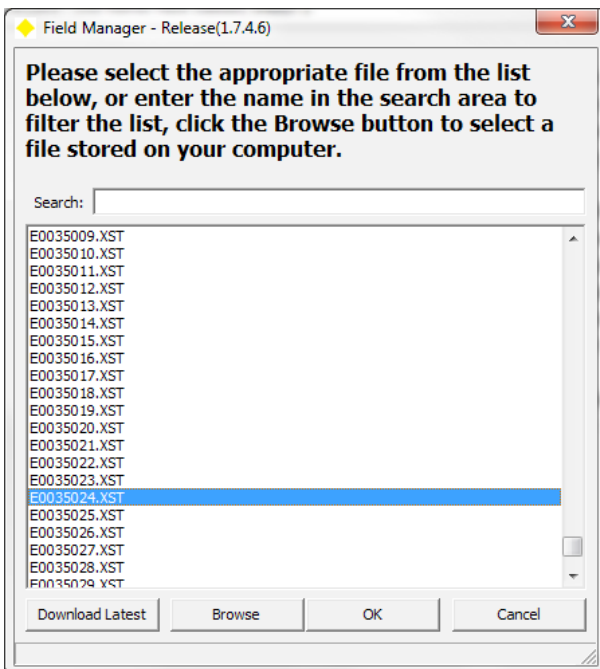 Field Manager - Release(1.7.4.6)
Please select the appropriate file from the list
below, or enter the name in the search area to
filter the list, click the Browse button to select a
file stored on your computer.
Search:
E0035009.XST
E0035010.XST
E0035011.XST
E0035012.XST
E0035013.XST
E0035014.XST
E0035015.XST
E0035016.XST
E0035017.XST
E0035018.XST
E0035019.XST
E0035020.XST
E0035021.XST
E0035022.XST
E0035023.XST
E0035024.XST
E0035025.XST
E0035026.XST
E0035027.XST
E0035028.XST
E0035029.XST
Download Latest Browse OK Cancel